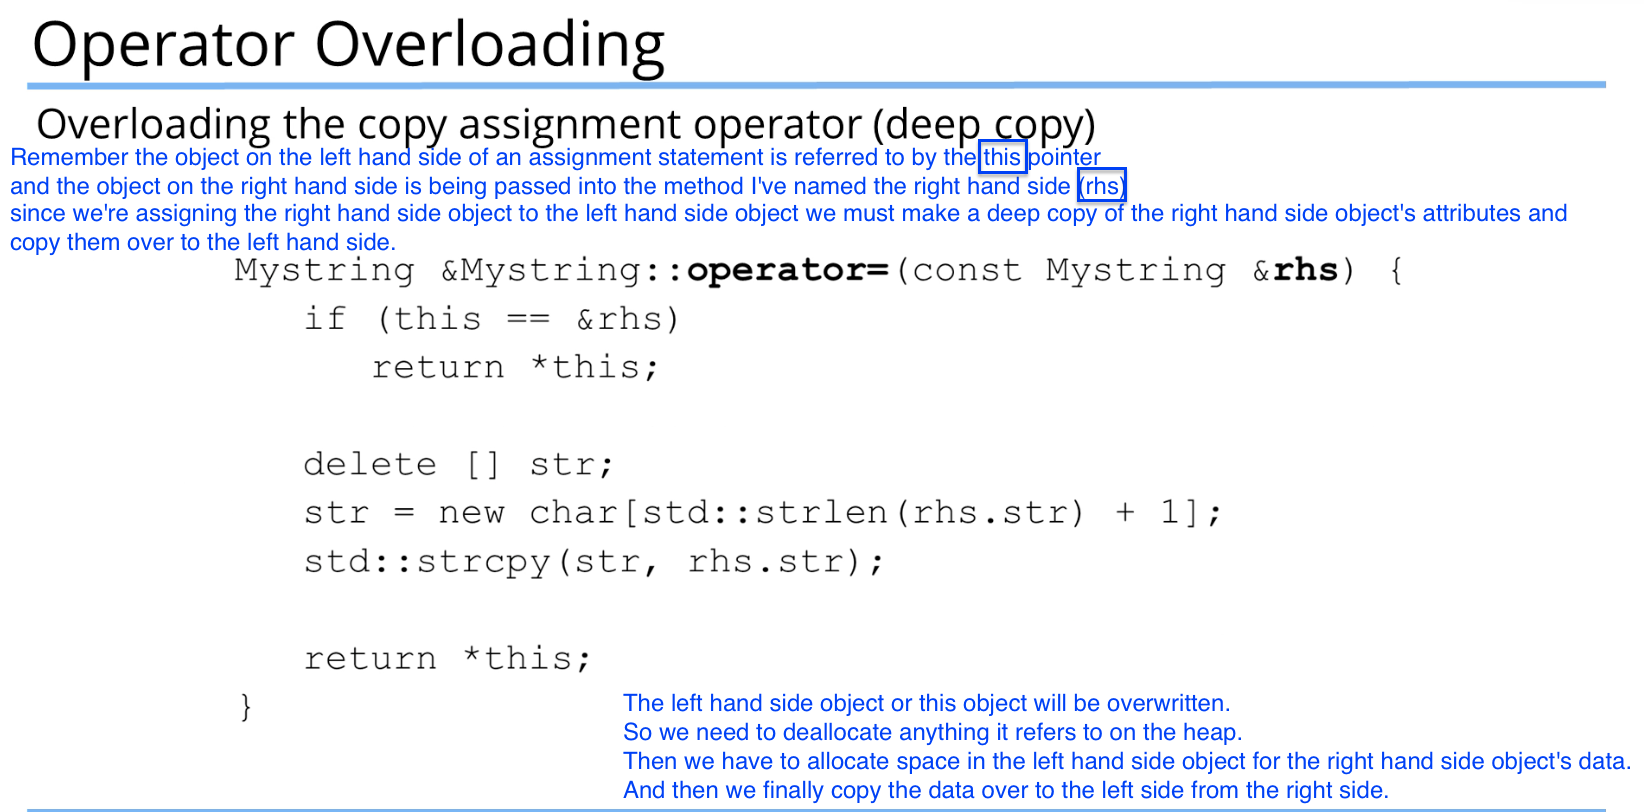 Operator Overloading
Overloading the copy assignment operator (deep copy)
Remember the object on the left hand side of an assignment statement is referred to by the this pointer
and the object on the right hand side is being passed into the method I've named the right hand side (rhs)
since we're assigning the right hand side object to the left hand side object we must make a deep copy of the right hand side object's attributes and
copy them over to the left hand side.
Mystring &Mystring::operator=(const Mystring &rhs) {
if (this == &rhs)
return *this;
delete [] str;
str = new char[std::strlen(rhs.str) + 1];
std::strcpy(str, rhs.str);
return *this;
}
The left hand side object or this object will be overwritten.
So we need to deallocate anything it refers to on the heap.
Then we have to allocate space in the left hand side object for the right hand side object's data.
And then we finally copy the data over to the left side from the right side.